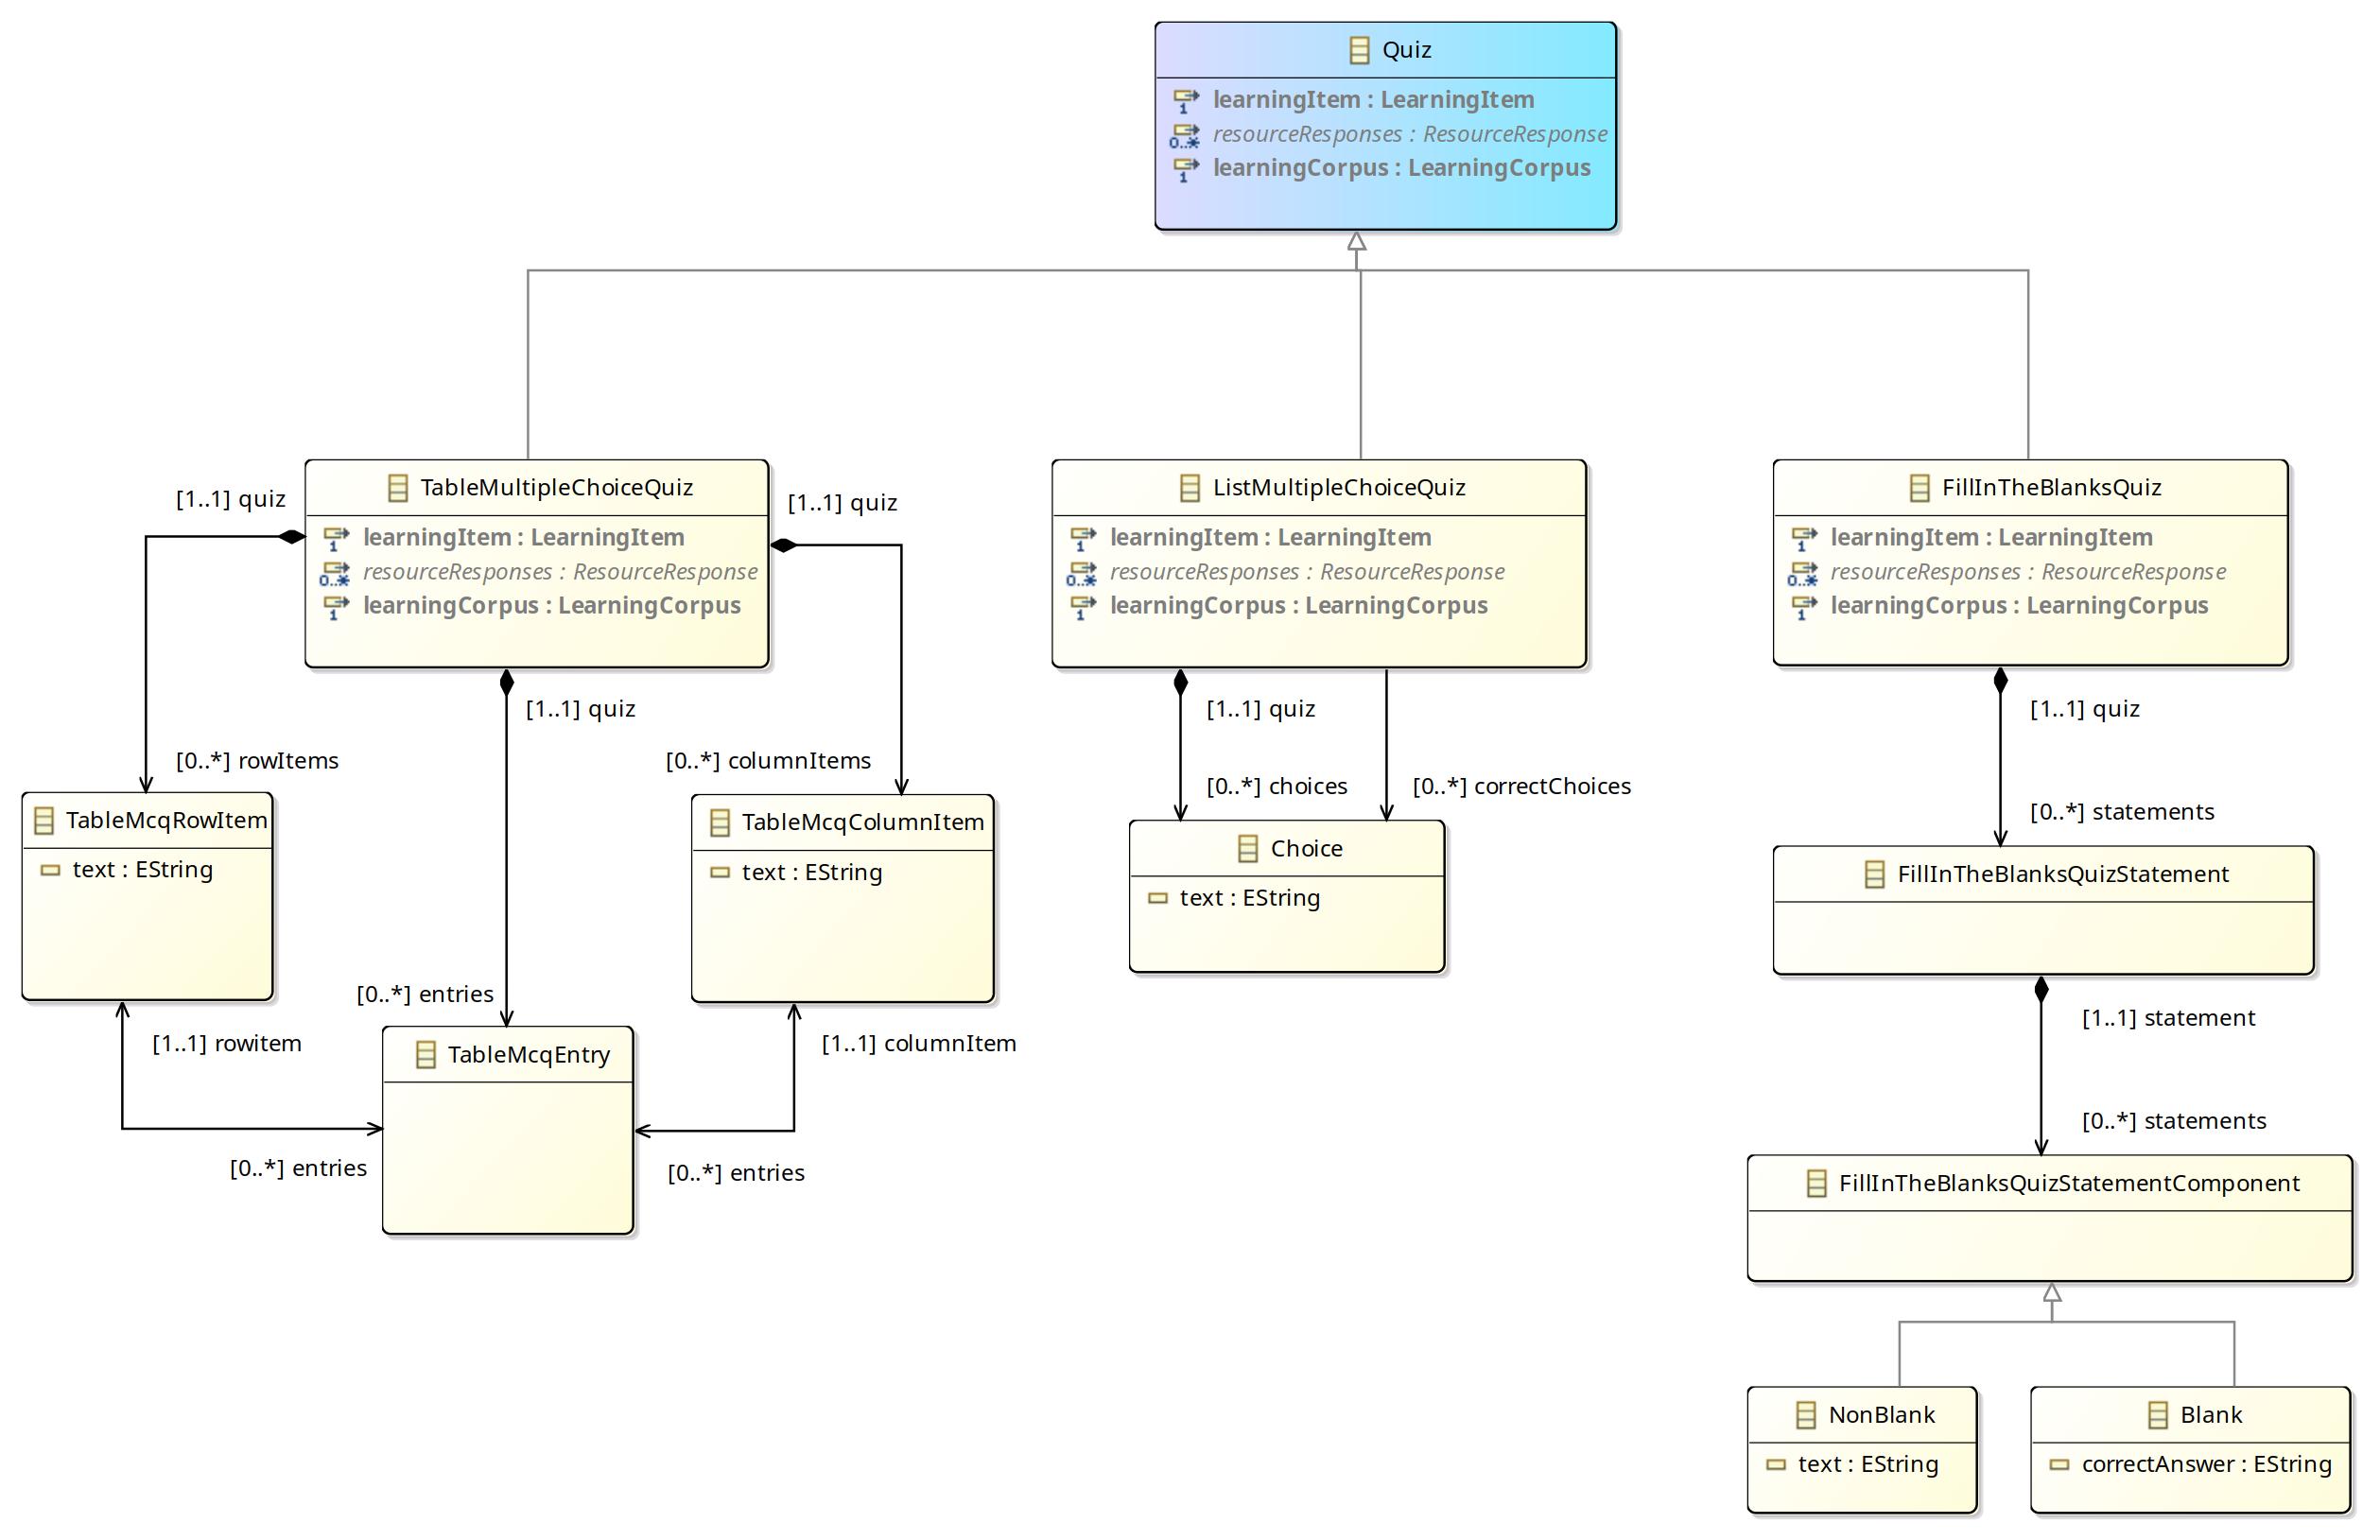 Quiz
1 learningItem : LearningItem
0..* resourceResponses : ResourceResponse
1 learningCorpus : LearningCorpus
TableMultipleChoiceQuiz
1 learningItem : LearningItem
0..* resourceResponses : ResourceResponse
1 learningCorpus : LearningCorpus
[1..1] quiz
[1..1] quiz
[1..1] quiz
[0..*] rowItems
[0..*] columnItems
TableMcqRowItem
text : EString
TableMcqColumnItem
text : EString
[0..*] entries
[1..1] rowitem
[1..1] columnItem
TableMcqEntry
[0..*] entries
[0..*] entries
ListMultipleChoiceQuiz
1 learningItem : LearningItem
0..* resourceResponses : ResourceResponse
1 learningCorpus : LearningCorpus
[1..1] quiz
[0..*] choices
[0..*] correctChoices
Choice
text : EString
FillInTheBlanksQuiz
1 learningItem : LearningItem
0..* resourceResponses : ResourceResponse
1 learningCorpus : LearningCorpus
[1..1] quiz
[0..*] statements
FillInTheBlanksQuizStatement
[1..1] statement
[0..*] statements
FillInTheBlanksQuizStatementComponent
NonBlank
text : EString
Blank
correctAnswer : EString